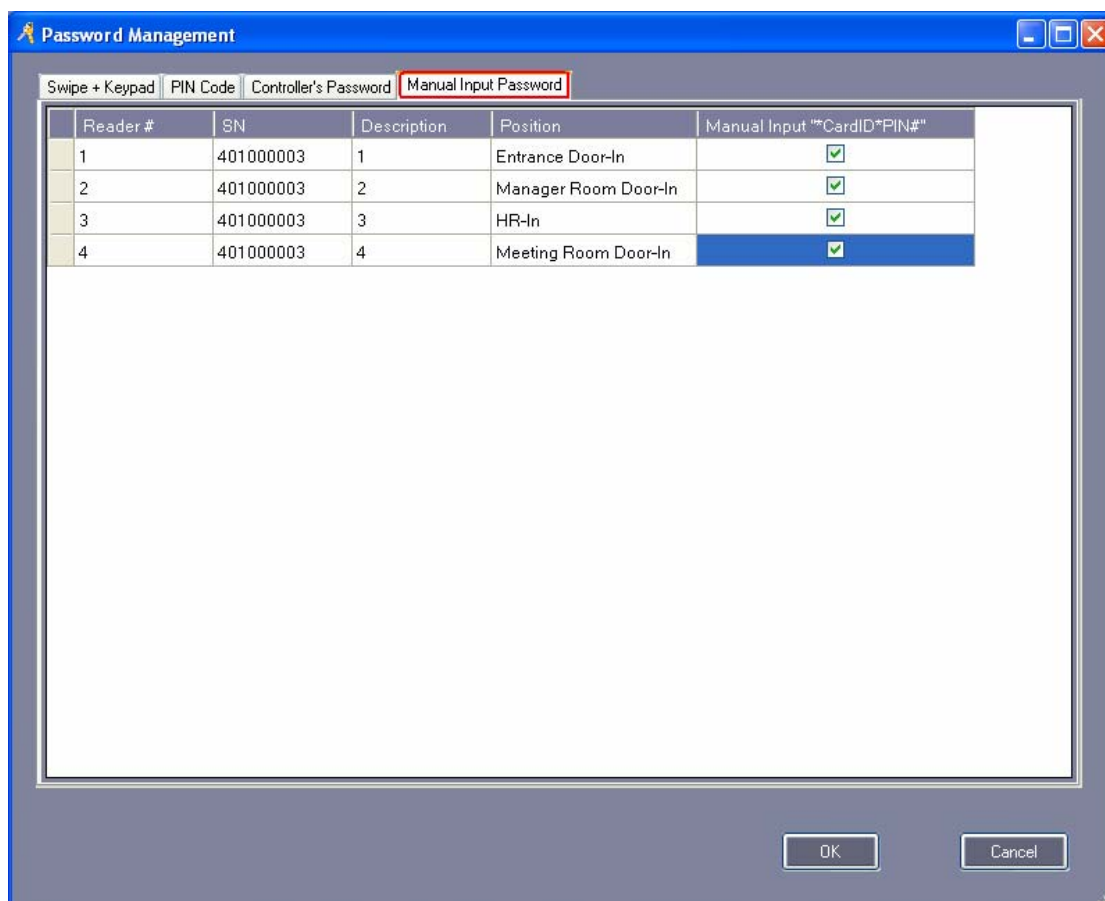 Password Management
Swipe + Keypad PIN Code Controller's Password Manual Input Password
Reader # SN Description Position Manual Input "*CardID*PIN#"
1 401000003 1 Entrance Door-In
2 401000003 2 Manager Room Door-In
3 401000003 3 HR-In
4 401000003 4 Meeting Room Door-In
OK Cancel